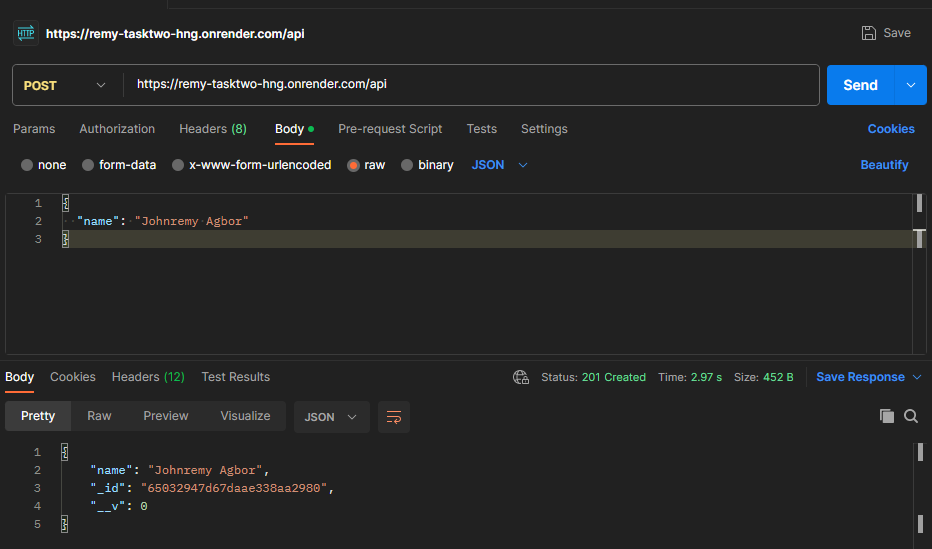 HTTP https://remy-tasktwo-hng.onrender.com/api Save
POST https://remy-tasktwo-hng.onrender.com/api Send
Params Authorization Headers (8) Body Pre-request Script Tests Settings Cookies
none form-data x-www-form-urlencoded raw binary JSON Beautify
1 {
2 "name": "Johnremy Agbor"
3 }
Body Cookies Headers (12) Test Results Status: 201 Created Time: 2.97 s Size: 452 B Save Response
Pretty Raw Preview Visualize JSON
1 {
2 "name": "Johnremy Agbor",
3 "_id": "65032947d67daae338aa2980",
4 "__v": 0
5 }